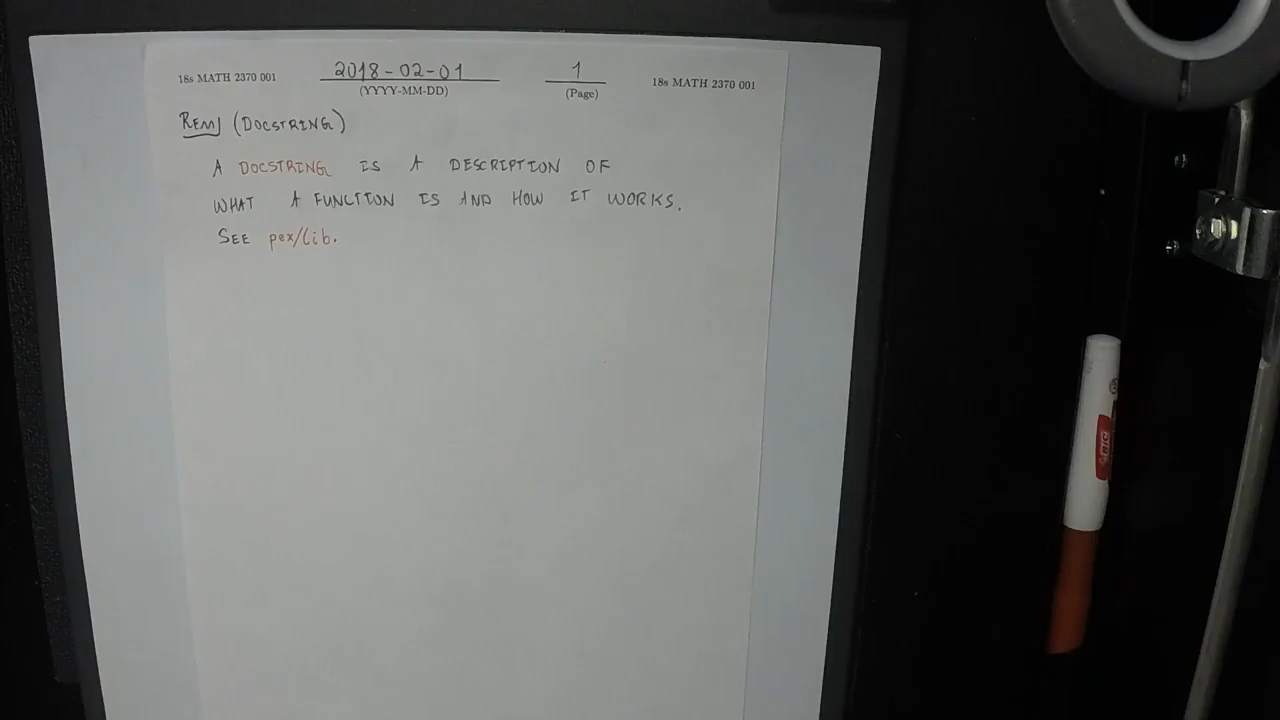 18s MATH 2370 001 2018-02-01 1 18s MATH 2370 001
(YYYY-MM-DD) (Page)
REM] (DOCSTRING)
A DOCSTRING IS A DESCRIPTION OF
WHAT A FUNCTION IS AND HOW IT WORKS.
SEE pex/lib.
BIC